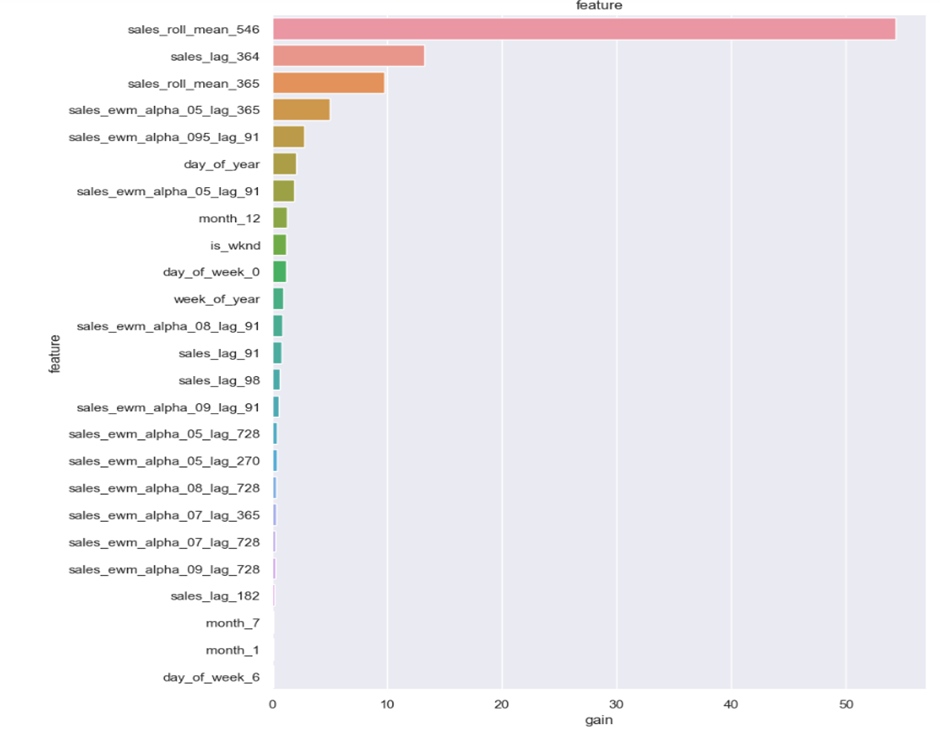 feature
sales_roll_mean_546
sales_lag_364
sales_roll_mean_365
sales_ewm_alpha_05_lag_365
sales_ewm_alpha_095_lag_91
day_of_year
sales_ewm_alpha_05_lag_91
month_12
is_wknd
day_of_week_0
week_of_year
sales_ewm_alpha_08_lag_91
sales_lag_91
sales_lag_98
sales_ewm_alpha_09_lag_91
sales_ewm_alpha_05_lag_728
sales_ewm_alpha_05_lag_270
sales_ewm_alpha_08_lag_728
sales_ewm_alpha_07_lag_365
sales_ewm_alpha_07_lag_728
sales_ewm_alpha_09_lag_728
sales_lag_182
month_7
month_1
day_of_week_6
feature
0 10 20 30 40 50
gain